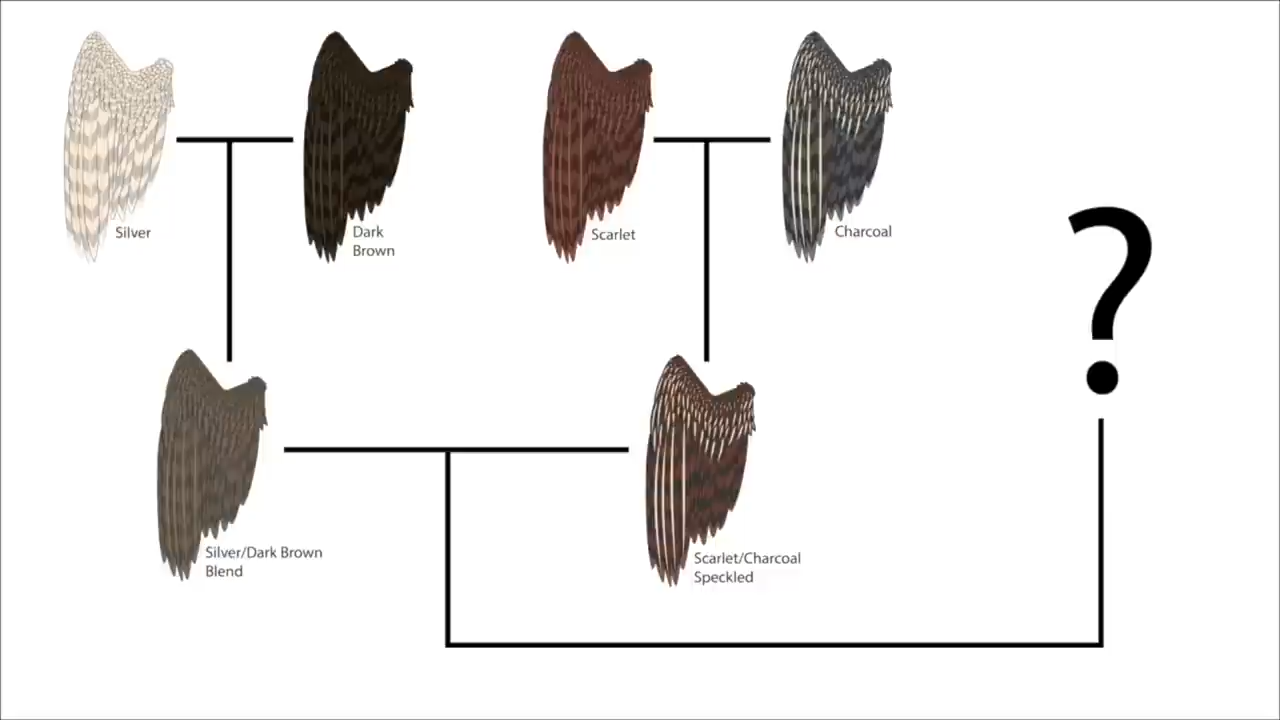 Silver
Dark
Brown
Scarlet
Charcoal
?
Silver/Dark Brown
Blend
Scarlet/Charcoal
Speckled